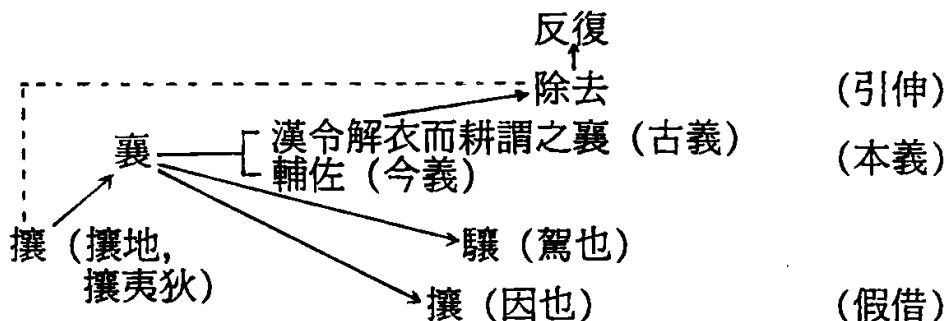 反復
除去 (引伸)
襄 漢令解衣而耕謂之襄 (古義)
輔佐 (今義) (本義)
攘 (攘地, 驤 (駕也)
攘夷狄)
攘 (因也) (假借)